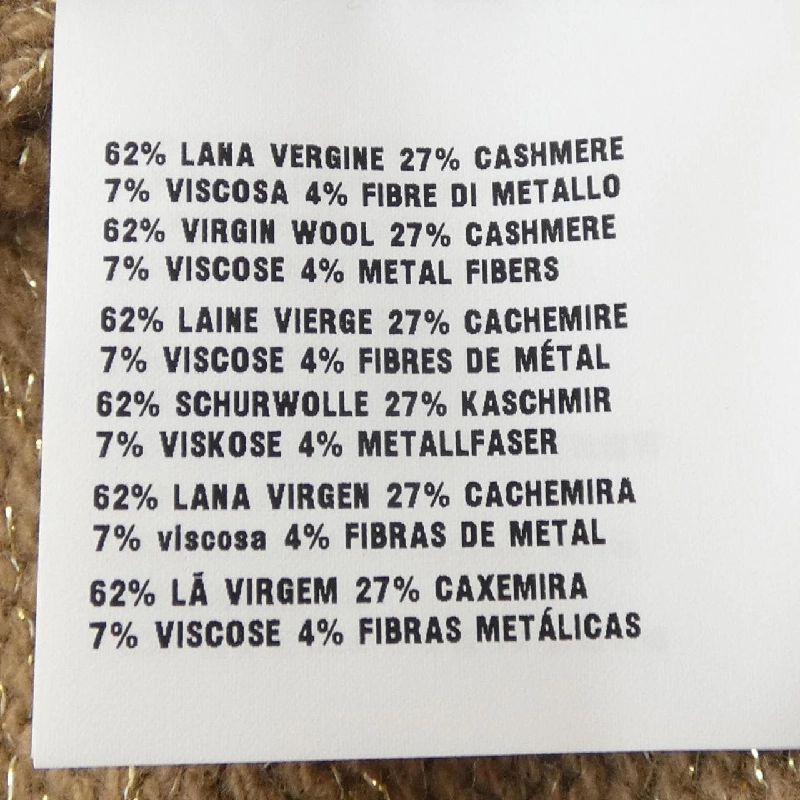 62% LANA VERGINE 27% CASHMERE
7% VISCOSA 4% FIBRE DI METALLO
62% VIRGIN WOOL 27% CASHMERE
7% VISCOSE 4% METAL FIBERS
62% LAINE VIERGE 27% CACHEMIRE
7% VISCOSE 4% FIBRES DE MÉTAL
62% SCHURWOLLE 27% KASCHMIR
7% VISKOSE 4% METALLFASER
62% LANA VIRGEN 27% CACHEMIRA
7% viscosa 4% FIBRAS DE METAL
62% LÃ VIRGEM 27% CAXEMIRA
7% VISCOSE 4% FIBRAS METÁLICAS